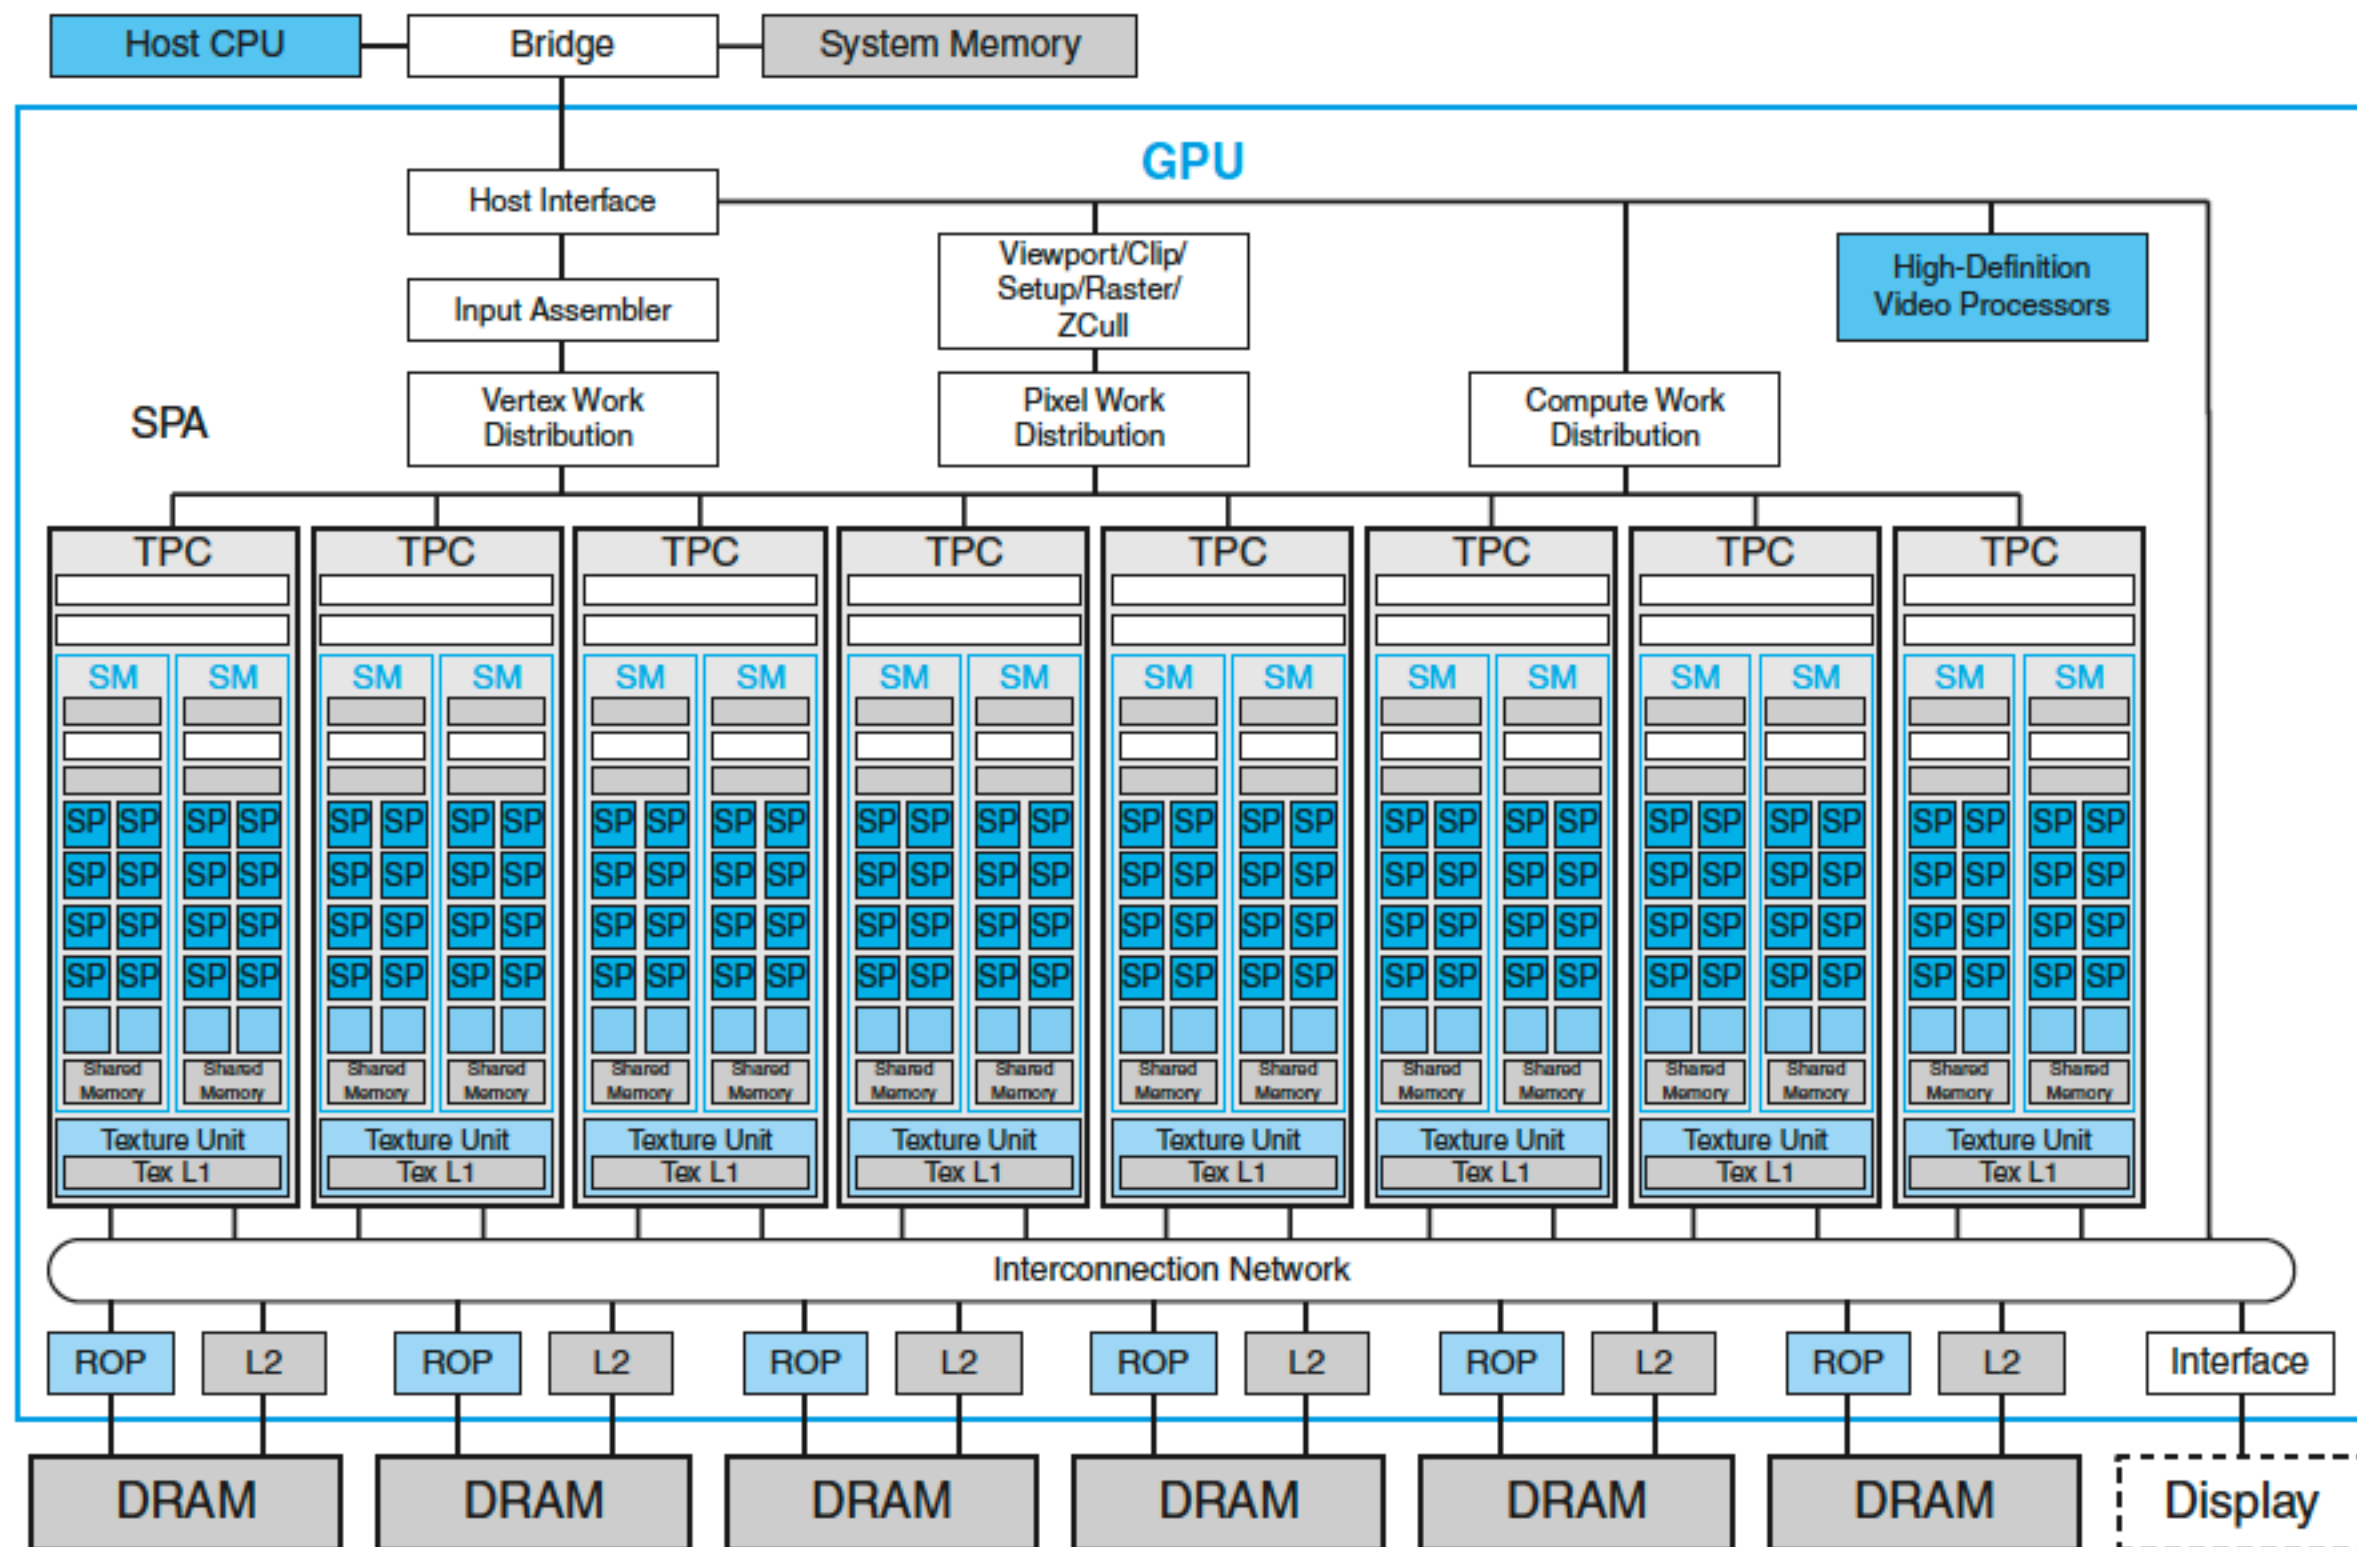 Host CPU
Bridge
System Memory
GPU
Host Interface
Viewport/Clip/
Setup/Raster/
ZCull
High-Definition
Video Processors
Input Assembler
SPA
Vertex Work
Distribution
Pixel Work
Distribution
Compute Work
Distribution
TPC TPC TPC TPC TPC TPC TPC TPC
SM SM SM SM SM SM SM SM SM SM SM SM SM SM SM SM
SP SP SP SP SP SP SP SP SP SP SP SP SP SP SP SP SP SP SP SP SP SP SP SP SP SP SP SP SP SP SP SP
SP SP SP SP SP SP SP SP SP SP SP SP SP SP SP SP SP SP SP SP SP SP SP SP SP SP SP SP SP SP SP SP
SP SP SP SP SP SP SP SP SP SP SP SP SP SP SP SP SP SP SP SP SP SP SP SP SP SP SP SP SP SP SP SP
SP SP SP SP SP SP SP SP SP SP SP SP SP SP SP SP SP SP SP SP SP SP SP SP SP SP SP SP SP SP SP SP
Shared Shared Shared Shared Shared Shared Shared Shared Shared Shared Shared Shared Shared Shared Shared Shared
Memory Memory Memory Memory Memory Memory Memory Memory Memory Memory Memory Memory Memory Memory Memory Memory
Texture Unit Texture Unit Texture Unit Texture Unit Texture Unit Texture Unit Texture Unit Texture Unit
Tex L1 Tex L1 Tex L1 Tex L1 Tex L1 Tex L1 Tex L1 Tex L1
Interconnection Network
ROP L2 ROP L2 ROP L2 ROP L2 ROP L2 ROP L2 Interface
DRAM DRAM DRAM DRAM DRAM DRAM Display